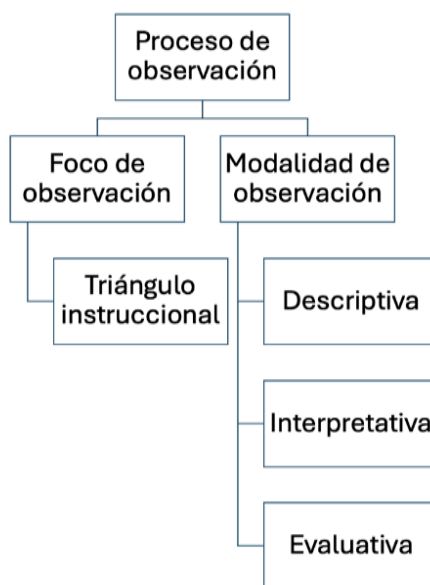 Proceso de
observación
Foco de
observación
Modalidad de
observación
Triángulo
instruccional
Descriptiva
Interpretativa
Evaluativa